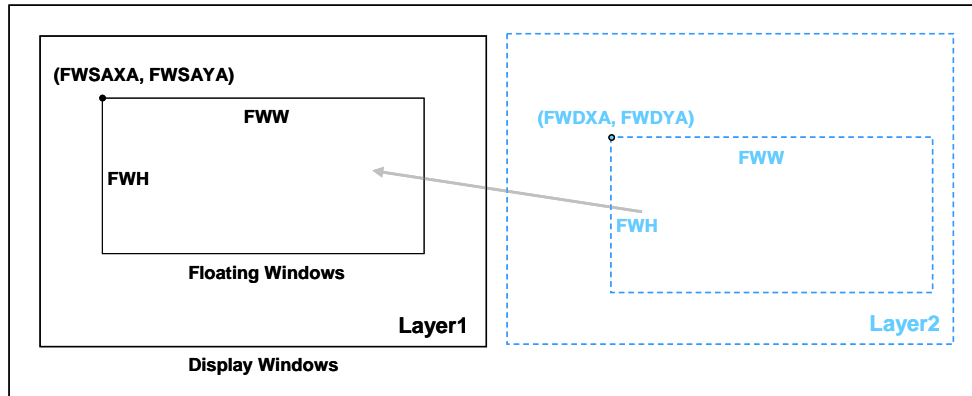 (FWSAXA, FWSAYA)
FWW
FWH
Floating Windows
Layer1
Display Windows
(FWDXA, FWDYA)
FWW
FWH
Layer2